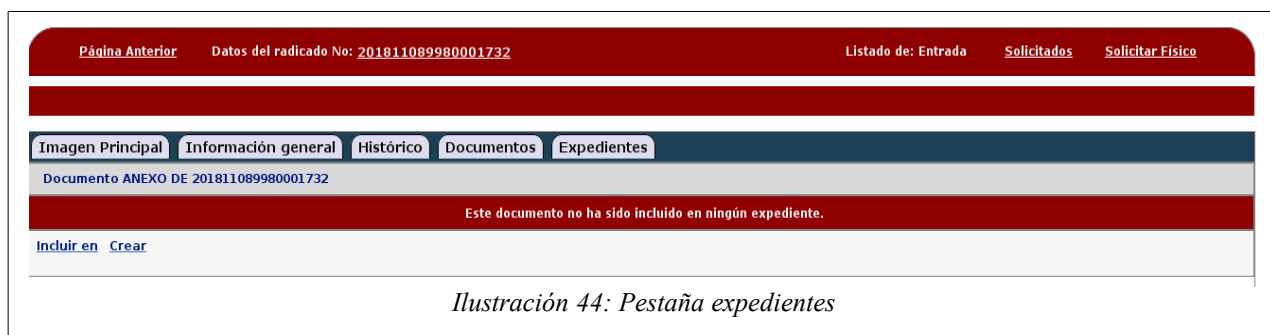 Página Anterior Datos del radicado No: 201811089980001732 Listado de: Entrada Solicitados Solicitar Físico
Imagen Principal Información general Histórico Documentos Expedientes
Documento ANEXO DE 201811089980001732
Este documento no ha sido incluido en ningún expediente.
Incluir en Crear
Ilustración 44: Pestaña expedientes